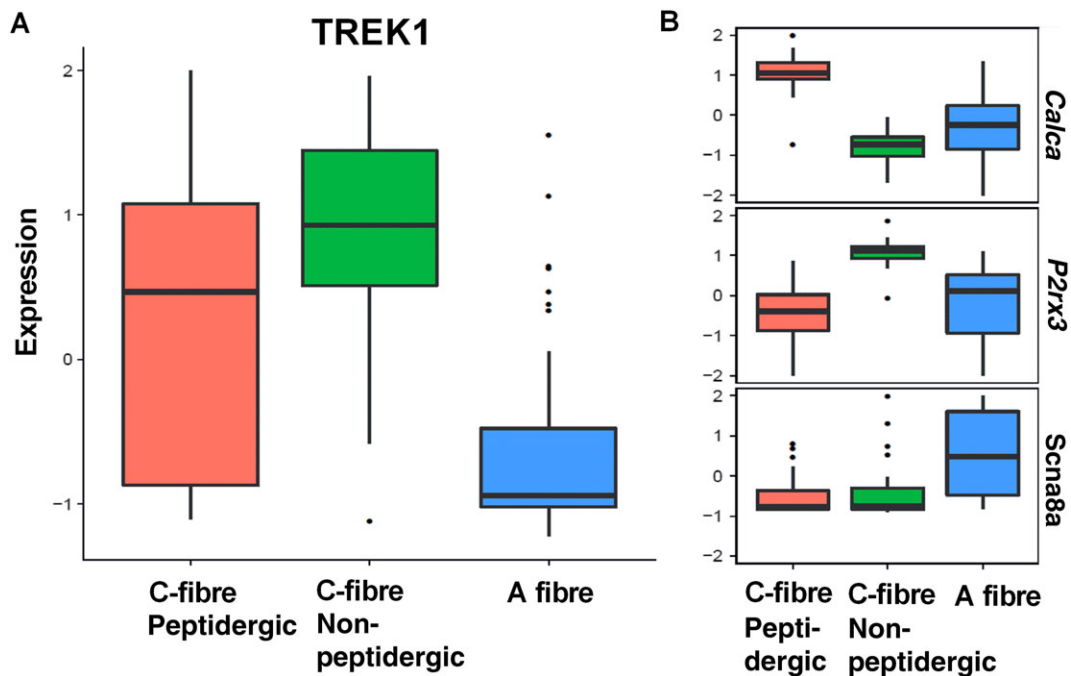 A
TREK1
Expression
2
1
0
−1
C-fibre
Peptidergic
C-fibre
Non-
peptidergic
A fibre
B
2
1
0
−1
−2
Calca
2
1
0
−1
−2
P2rx3
2
1
0
−1
−2
Scna8a
C-fibre
Pepti-
dergic
C-fibre
Non-
peptidergic
A fibre